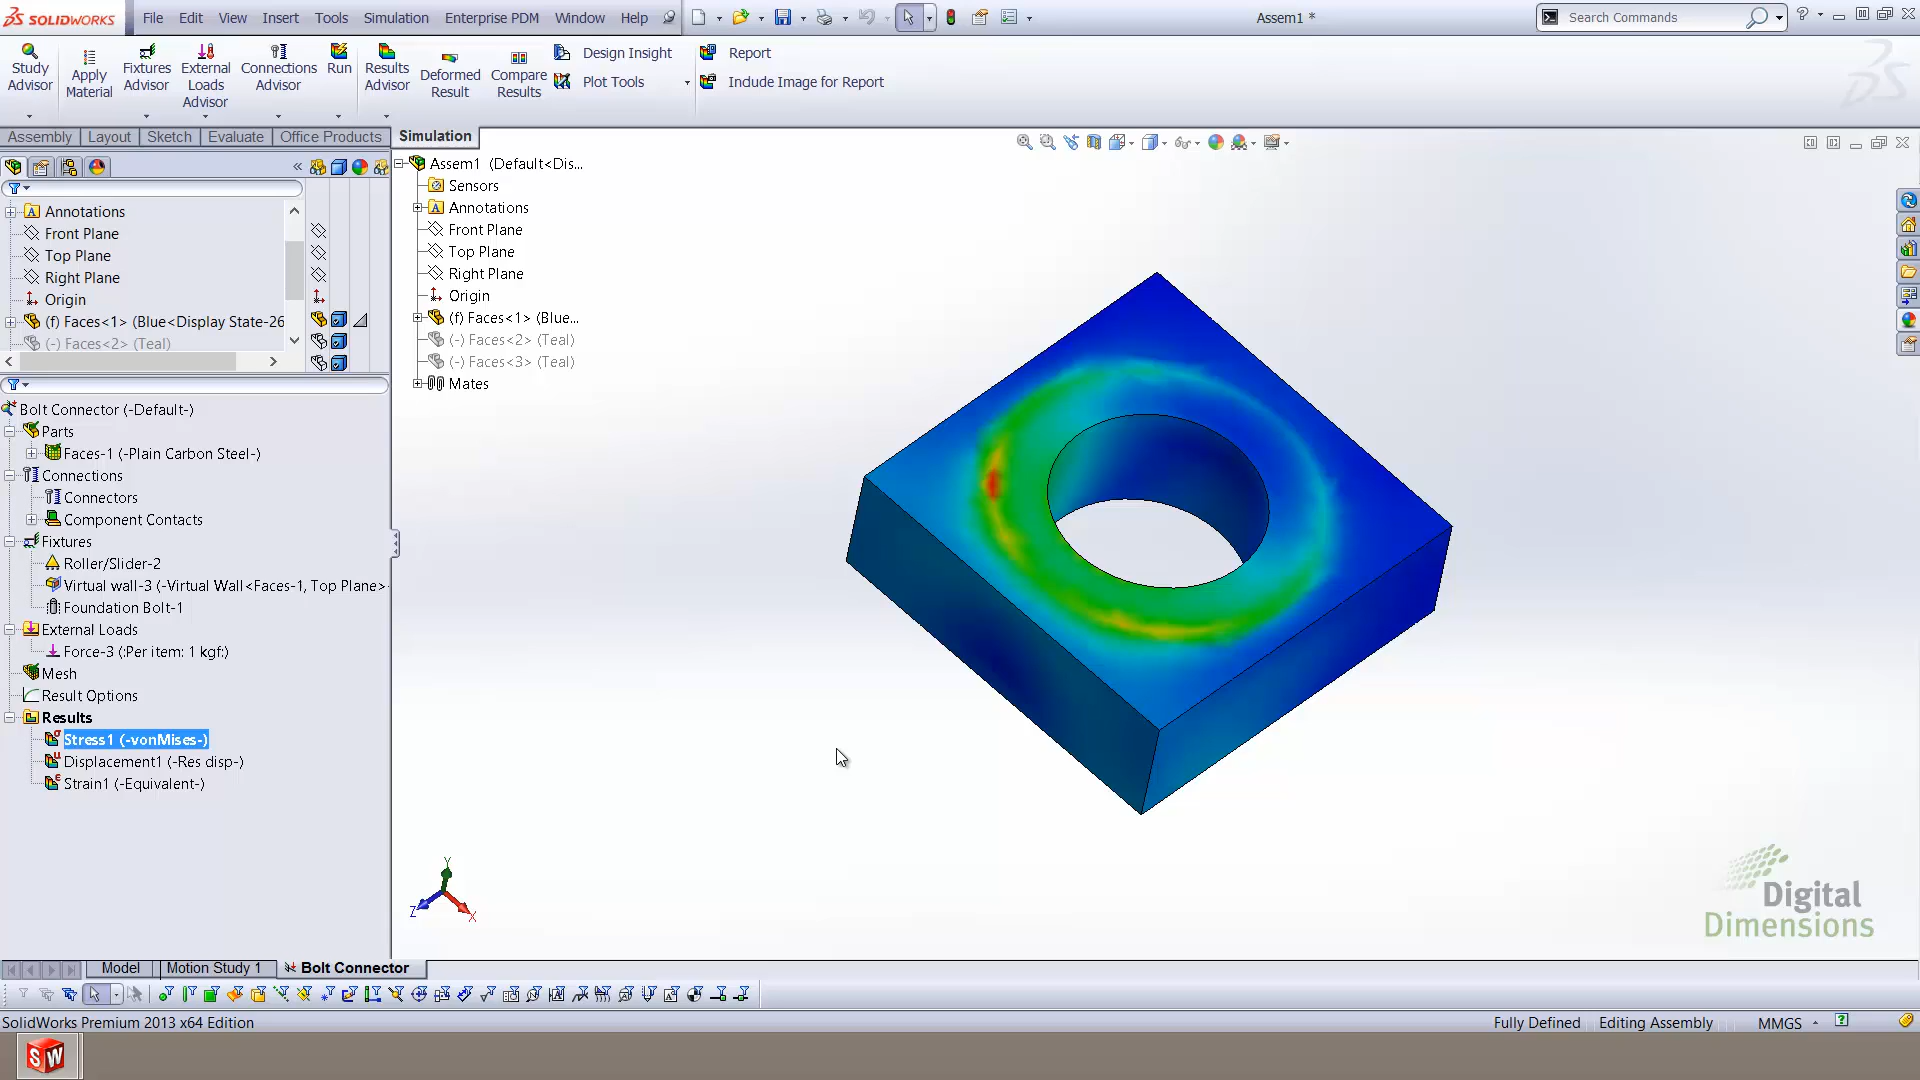 SOLIDWORKS
File Edit View Insert Tools Simulation Enterprise PDM Window Help
Assem1 *
Search Commands
Study Advisor
Apply Material
Fixtures Advisor
External Loads Advisor
Connections Advisor
Run
Results Advisor
Deformed Result
Compare Results
Design Insight
Plot Tools
Report
Include Image for Report
Assembly Layout Sketch Evaluate Office Products Simulation
Annotations
Front Plane
Top Plane
Right Plane
Origin
(f) Faces<1> (Blue<Display State-26
(-) Faces<2> (Teal)
Bolt Connector (-Default-)
Parts
Faces-1 (-Plain Carbon Steel-)
Connections
Connectors
Component Contacts
Fixtures
Roller/Slider-2
Virtual wall-3 (-Virtual Wall<Faces-1, Top Plane>
Foundation Bolt-1
External Loads
Force-3 (:Per item: 1 kgf:)
Mesh
Result Options
Results
Stress1 (-vonMises-)
Displacement1 (-Res disp-)
Strain1 (-Equivalent-)
Assem1 (Default<Dis...
Sensors
Annotations
Front Plane
Top Plane
Right Plane
Origin
(f) Faces<1> (Blue...
(-) Faces<2> (Teal)
(-) Faces<3> (Teal)
Mates
Y
Z
X
Digital
Dimensions
Model Motion Study 1 Bolt Connector
SolidWorks Premium 2013 x64 Edition
Fully Defined Editing Assembly MMGS
SW